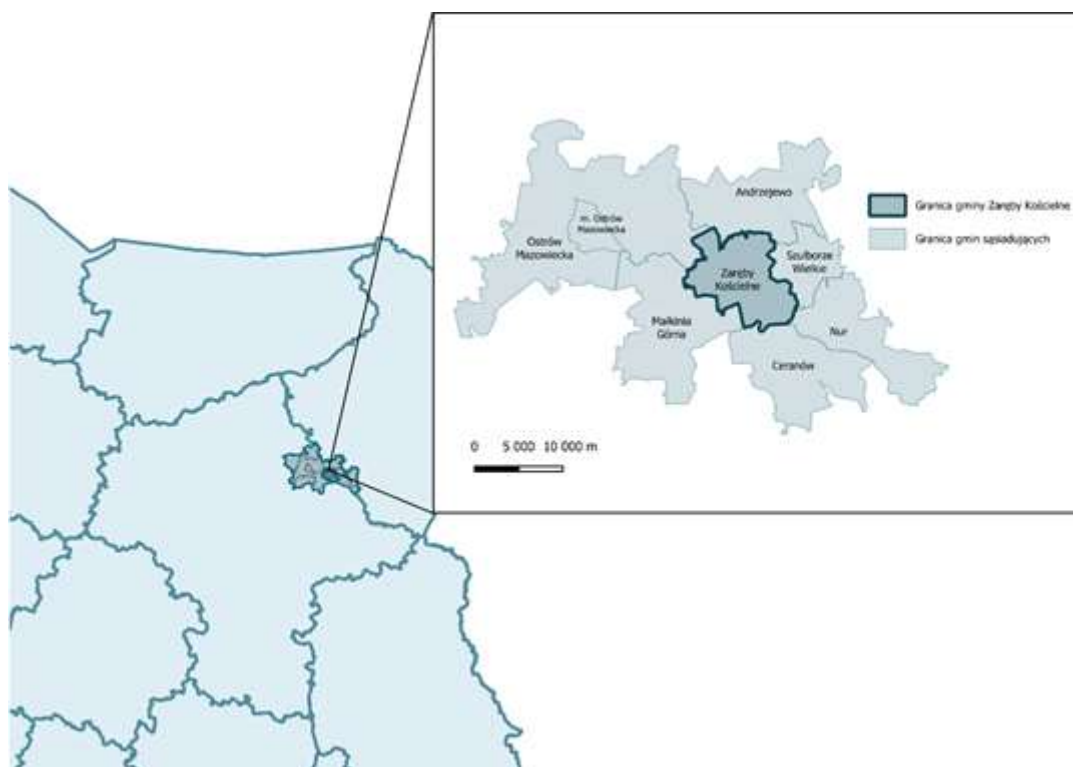 Andrzejewo
Granica gminy Zaręby Kościelne
m. Ostrów
Mazowiecka
Granica gmin sąsiadujących
Ostrów
Mazowiecka
Szulborze
Wielkie
Zaręby
Kościelne
Małkinia
Górna
Nur
Ceranów
0 5 000 10 000 m